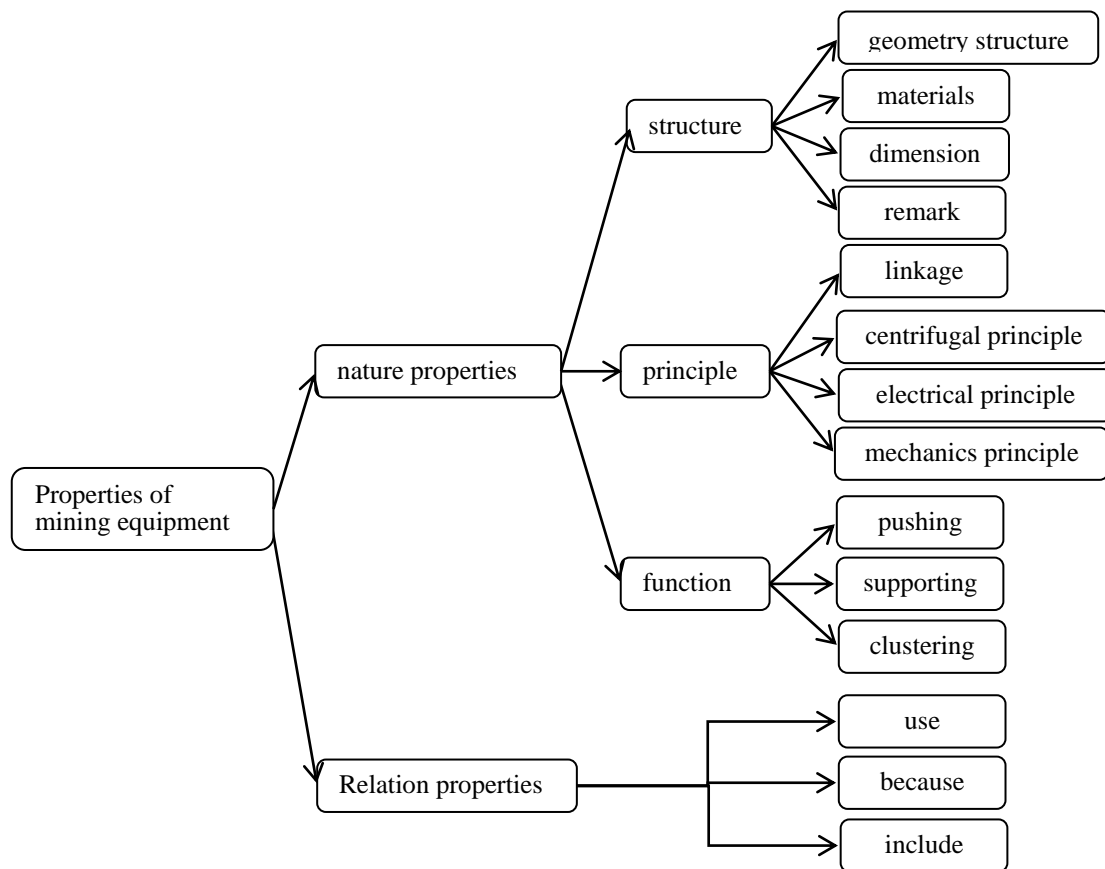 geometry structure
materials
structure
dimension
remark
linkage
centrifugal principle
nature properties
principle
electrical principle
mechanics principle
Properties of
mining equipment
pushing
function
supporting
clustering
use
Relation properties
because
include